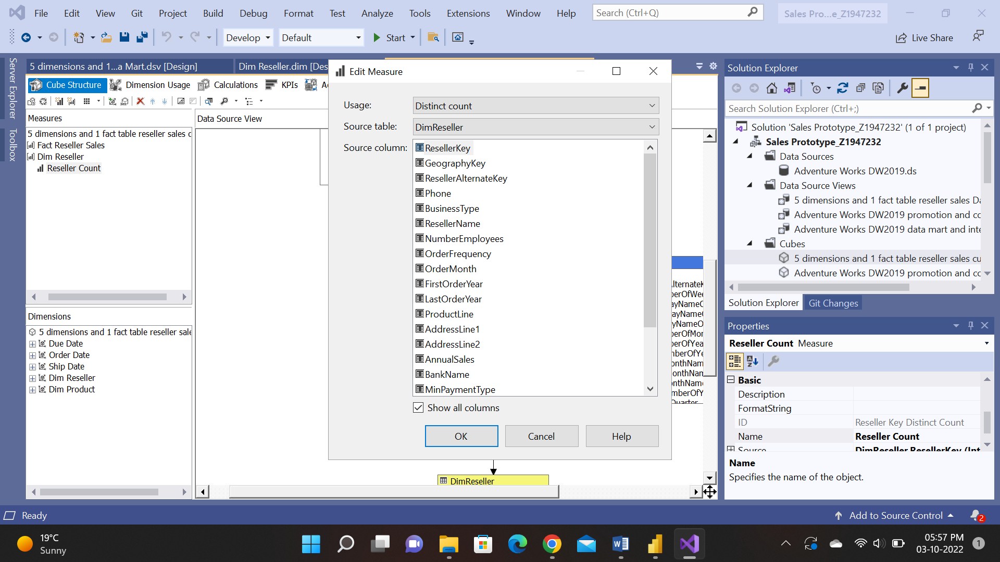 File Edit View Git Project Build Debug Format Test Analyze Tools Extensions Window Help Search (Ctrl+Q) Sales Pro...e_Z1947232
Develop Default Start Live Share
Server Explorer
Toolbox
5 dimensions and 1...a Mart.dsv [Design] Dim Reseller.dim [Des
Cube Structure Dimension Usage Calculations KPIs A
Measures
5 dimensions and 1 fact table reseller sales c
Fact Reseller Sales
Dim Reseller
Reseller Count
Dimensions
5 dimensions and 1 fact table reseller sale
Due Date
Order Date
Ship Date
Dim Reseller
Dim Product
Data Source View
Edit Measure
Usage: Distinct count
Source table: DimReseller
Source column: ResellerKey
GeographyKey
ResellerAlternateKey
Phone
BusinessType
ResellerName
NumberEmployees
OrderFrequency
OrderMonth
FirstOrderYear
LastOrderYear
ProductLine
AddressLine1
AddressLine2
AnnualSales
BankName
MinPaymentType
Show all columns
OK Cancel Help
lternateK
berOfWee
ayNameO
ayNameO
yNameO
berOfMon
berOfYea
mberOfYe
onthNam
onthNam
nthName
mberOfY
Quarter
DimReseller
Solution Explorer
Search Solution Explorer (Ctrl+;)
Solution 'Sales Prototype_Z1947232' (1 of 1 project)
Sales Prototype_Z1947232
Data Sources
Adventure Works DW2019.ds
Data Source Views
5 dimensions and 1 fact table reseller sales Da
Adventure Works DW2019 promotion and cc
Adventure Works DW2019 data mart and inte
Cubes
5 dimensions and 1 fact table reseller sales cu
Adventure Works DW2019 promotion and cc
Solution Explorer Git Changes
Properties
Reseller Count Measure
Basic
Description
FormatString
ID Reseller Key Distinct Count
Name Reseller Count
Source DimReseller.ResellerKey (Int
Name
Specifies the name of the object.
Ready Add to Source Control 2
19°C
Sunny
05:57 PM
03-10-2022
1